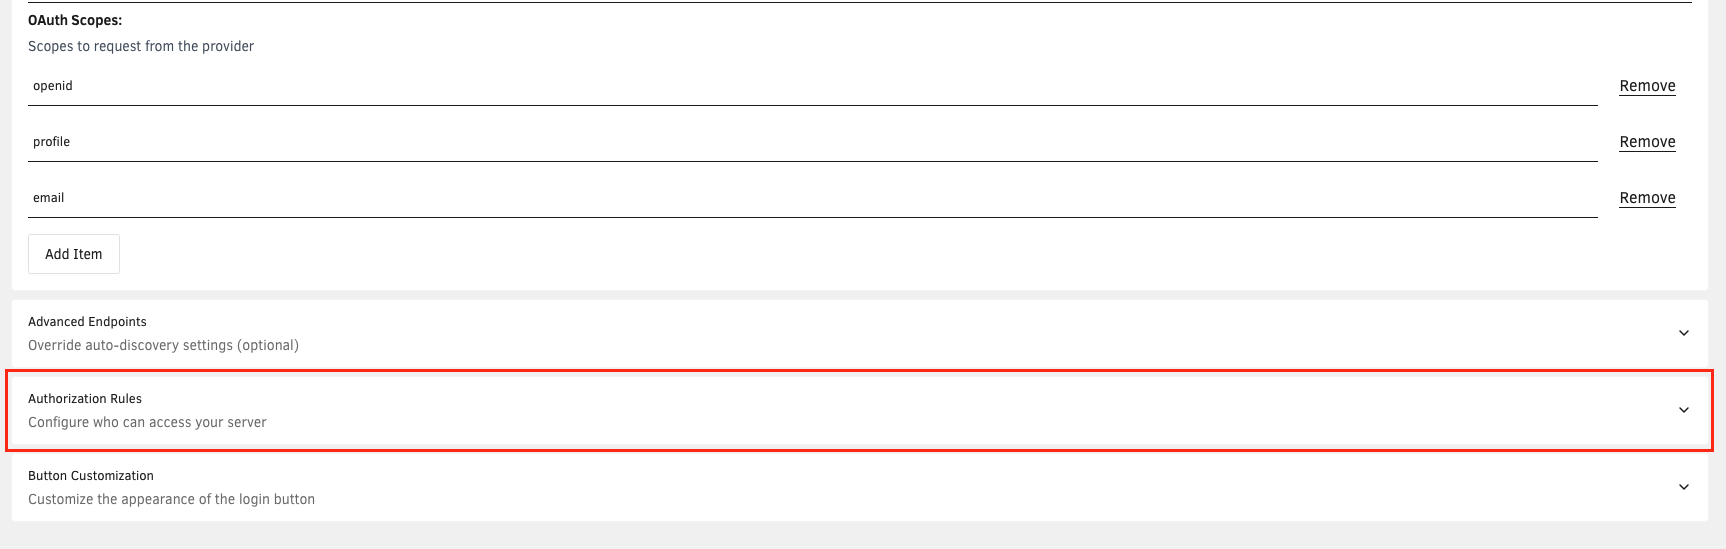 OAuth Scopes:
Scopes to request from the provider
openid
Remove
profile
Remove
email
Remove
Add Item
Advanced Endpoints
Override auto-discovery settings (optional)
Authorization Rules
Configure who can access your server
Button Customization
Customize the appearance of the login button